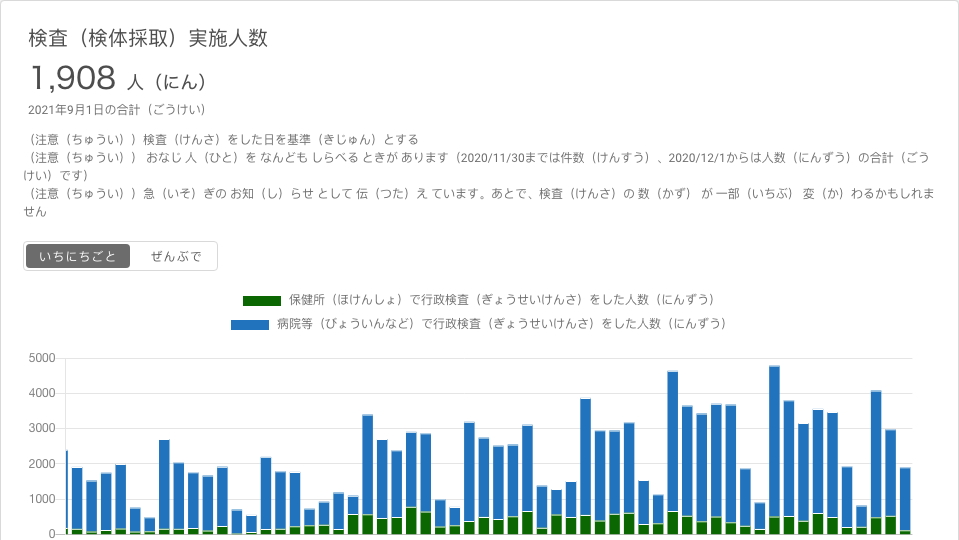 検査（検体採取）実施人数
1,908 人（にん）
2021年9月1日の合計（ごうけい）
（注意（ちゅうい））検査（けんさ）をした日を基準（きじゅん）とする
（注意（ちゅうい）） おなじ 人（ひと）を なんども しらべる ときが あります（2020/11/30までは件数（けんすう）、2020/12/1からは人数（にんずう）の合計（ごう
けい）です）
（注意（ちゅうい））急（いそ）ぎの お知（し）らせ として 伝（つた）え ています。あとで、検査（けんさ）の 数（かず） が 一部（いちぶ） 変（か）わるかもしれま
せん
いちにちごと ぜんぶで
保健所（ほけんしょ）で行政検査（ぎょうせいけんさ）をした人数（にんずう）
病院等（びょういんなど）で行政検査（ぎょうせいけんさ）をした人数（にんずう）
5000
4000
3000
2000
1000
0